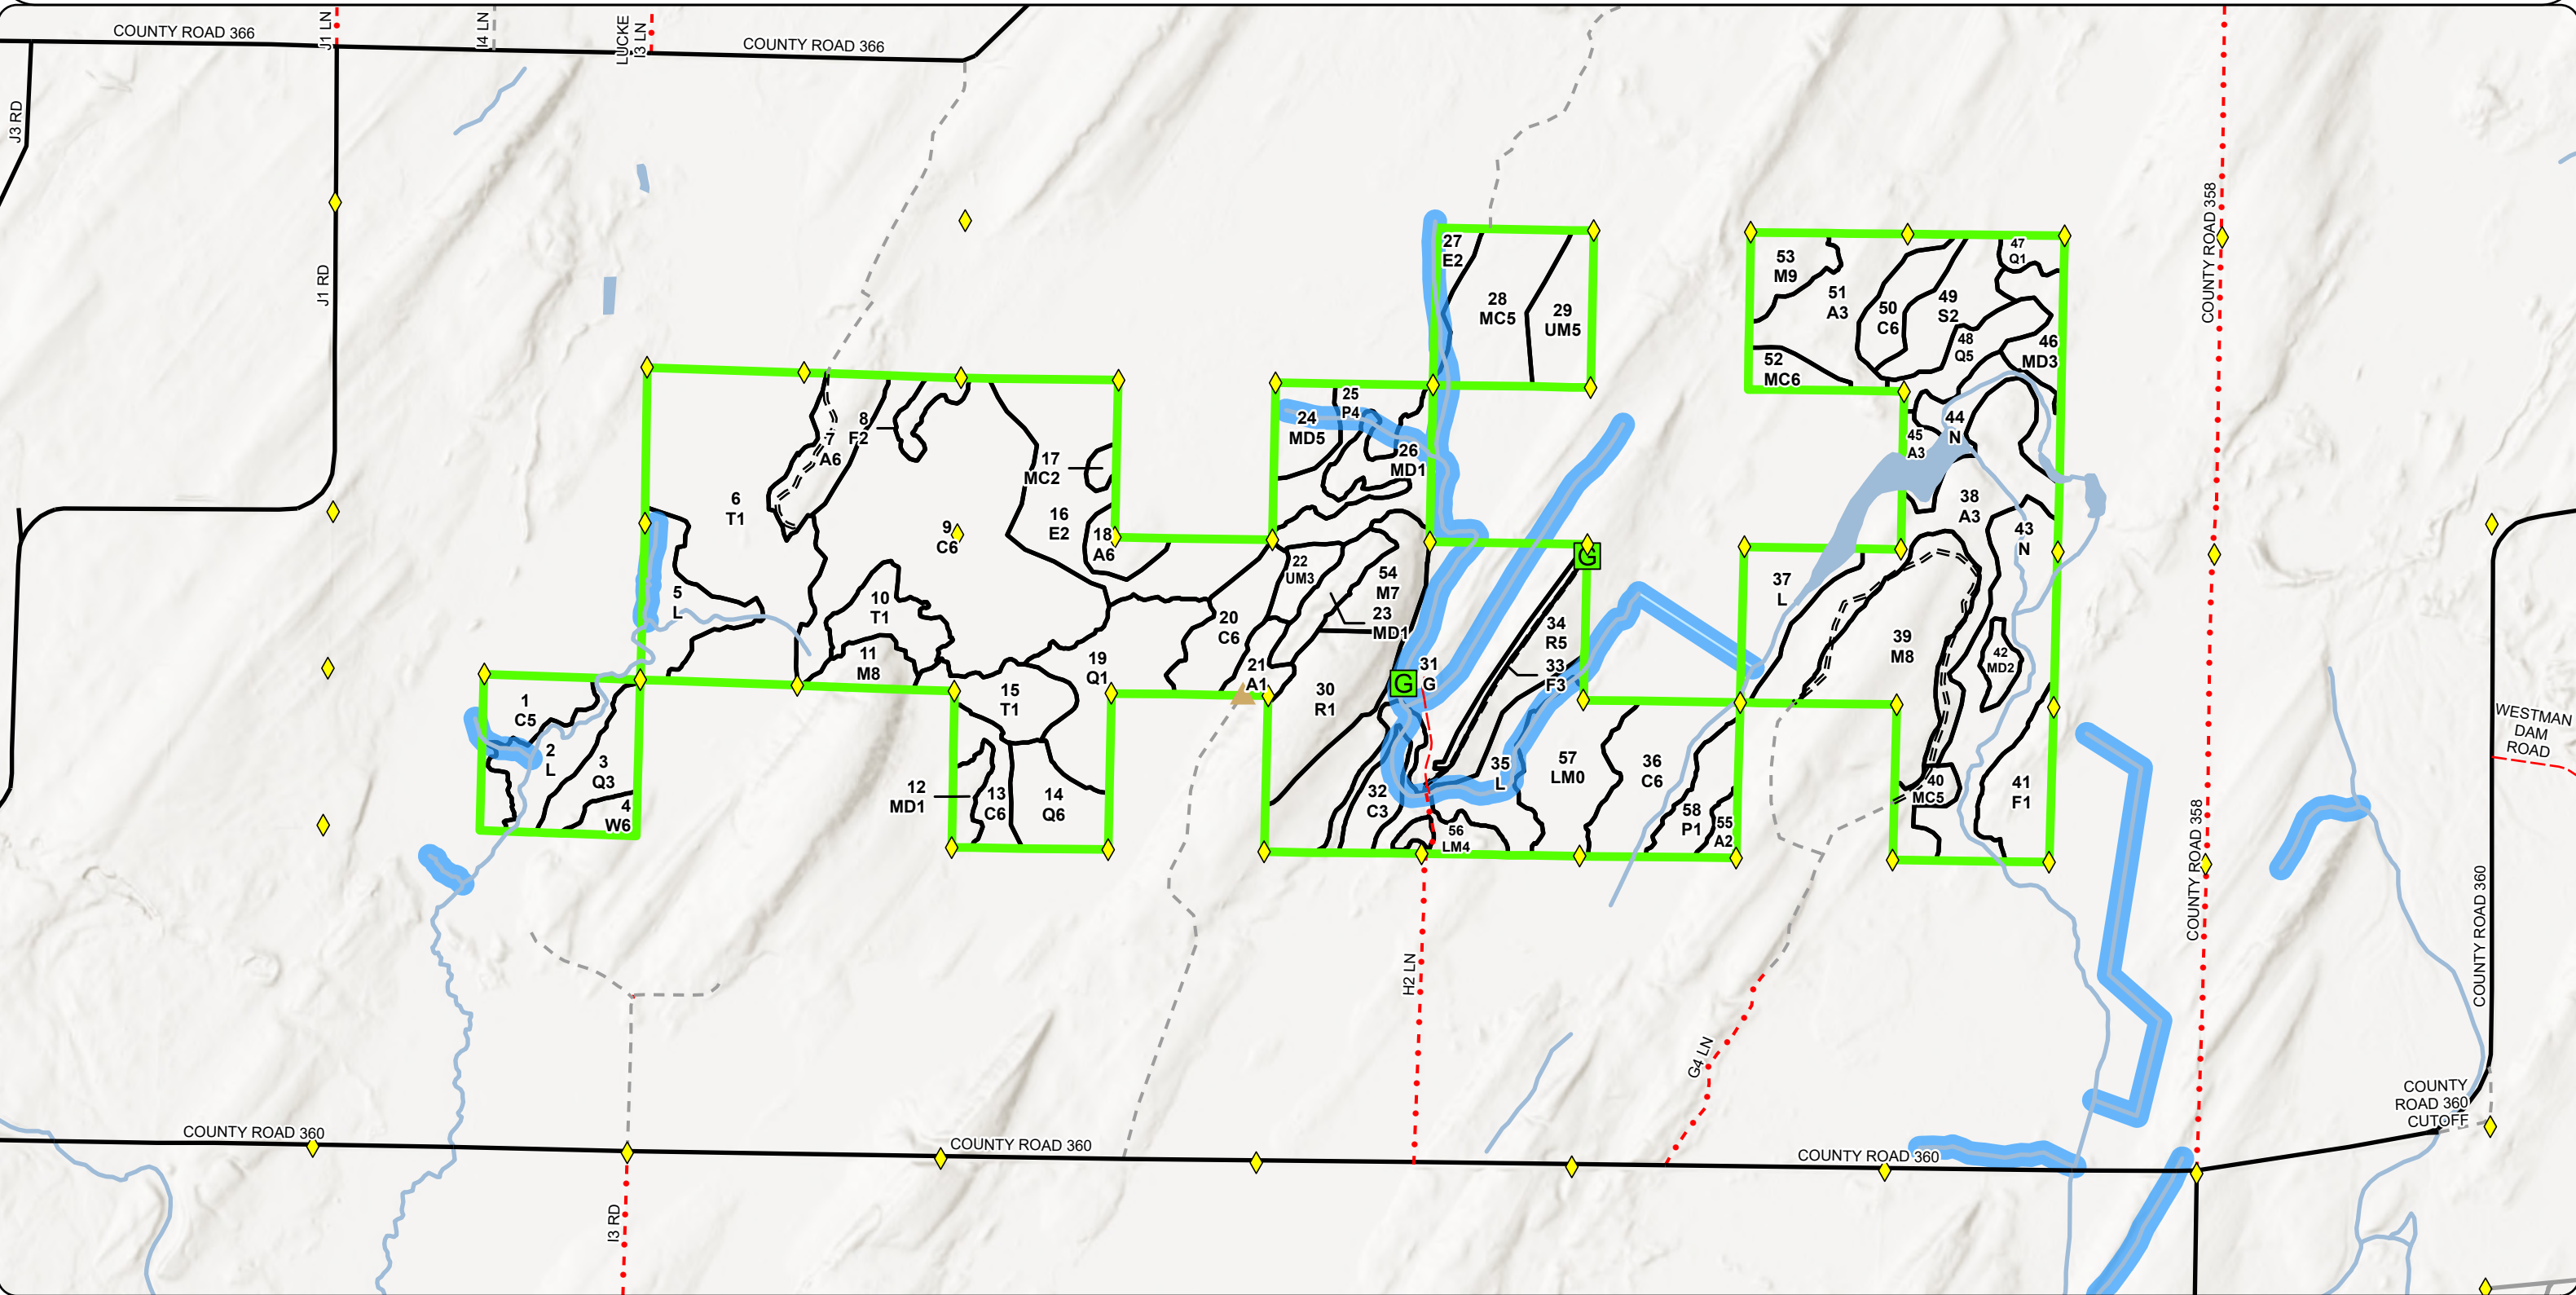 COUNTY ROAD 366
J1 LN
I4 LN
LUCKE
I3 LN
COUNTY ROAD 366
J3 RD
J1 RD
COUNTY ROAD 358
27
E2
28
MC5
29
UM5
53
M9
51
A3
50
C6
49
S2
47
Q1
48
Q5
46
MD3
52
MC6
8
F2
7
A6
6
T1
9
C6
17
MC2
16
E2
18
A6
24
MD5
25
P4
26
MD1
44
N
45
A3
38
A3
43
N
5
L
10
T1
11
M8
19
Q1
20
C6
21
A1
22
UM3
54
M7
23
MD1
34
R5
33
F3
37
L
39
M8
42
MD2
1
C5
2
L
3
Q3
4
W6
12
MD1
13
C6
15
T1
14
Q6
30
R1
G
31
G
G
32
C3
35
L
56
LM4
57
LM0
36
C6
58
P1
55
A2
40
MC5
41
F1
WESTMAN
DAM
ROAD
COUNTY ROAD 358
COUNTY ROAD 360
H2 LN
G4 LN
COUNTY
ROAD 360
CUTOFF
COUNTY ROAD 360
COUNTY ROAD 360
COUNTY ROAD 360
I3 RD